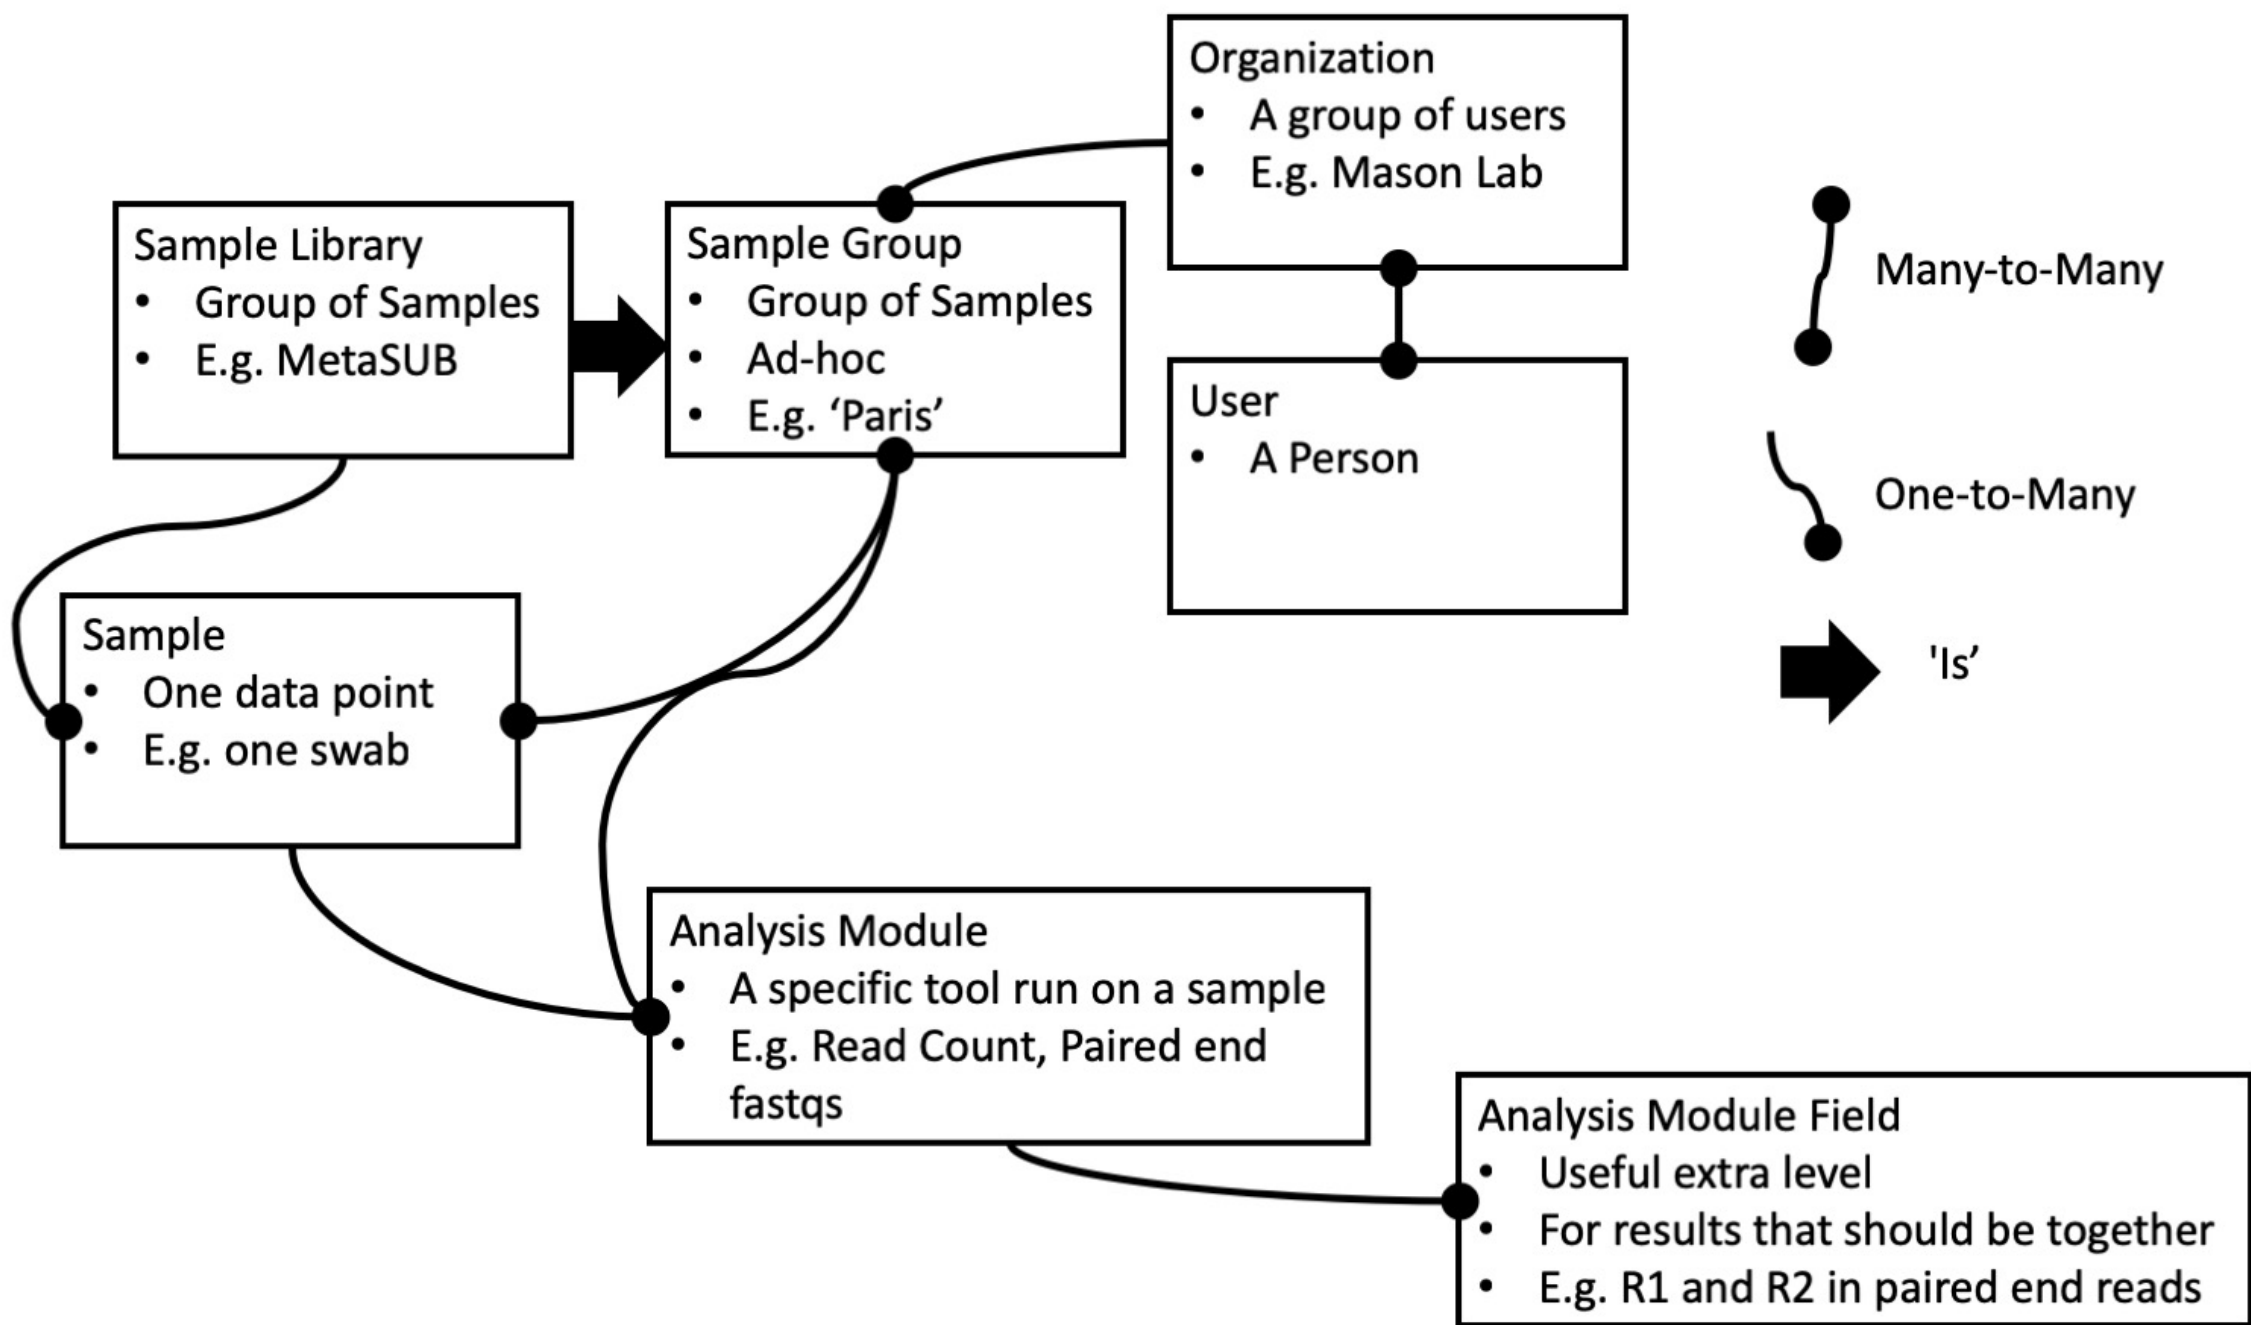 Organization
• A group of users
• E.g. Mason Lab
Sample Library
• Group of Samples
• E.g. MetaSUB
Sample Group
• Group of Samples
• Ad-hoc
• E.g. ‘Paris’
User
• A Person
Many-to-Many
One-to-Many
'Is’
Sample
• One data point
• E.g. one swab
Analysis Module
• A specific tool run on a sample
• E.g. Read Count, Paired end
fastqs
Analysis Module Field
• Useful extra level
• For results that should be together
• E.g. R1 and R2 in paired end reads